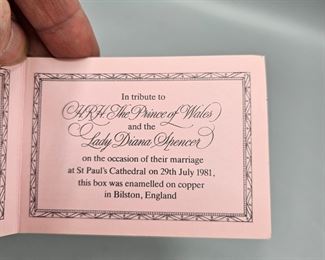 In tribute to
H.R.H. The Prince of Wales
and the
Lady Diana Spencer
on the occasion of their marriage
at St Paul's Cathedral on 29th July 1981,
this box was enamelled on copper
in Bilston, England